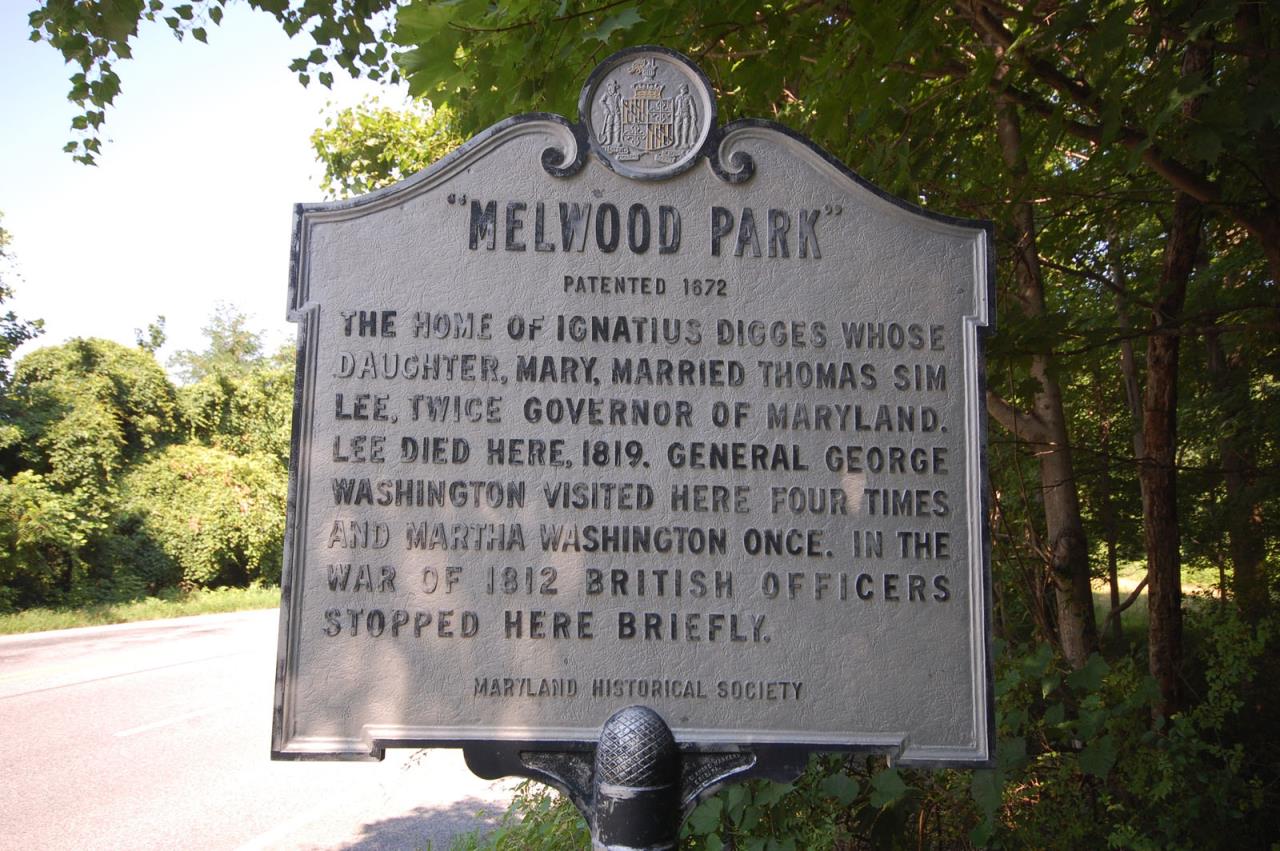 "MELWOOD PARK"
PATENTED 1672
THE HOME OF IGNATIUS DIGGES WHOSE
DAUGHTER, MARY, MARRIED THOMAS SIM
LEE, TWICE GOVERNOR OF MARYLAND.
LEE DIED HERE, 1819. GENERAL GEORGE
WASHINGTON VISITED HERE FOUR TIMES
AND MARTHA WASHINGTON ONCE. IN THE
WAR OF 1812 BRITISH OFFICERS
STOPPED HERE BRIEFLY.
MARYLAND HISTORICAL SOCIETY